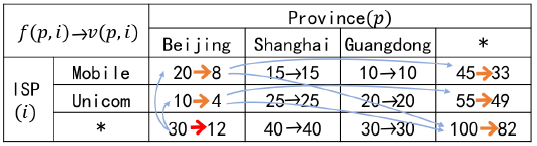 f(p,i)→v(p,i) Province(p)
Beijing Shanghai Guangdong *
ISP (i) Mobile 20→8 15→15 10→10 45→33
Unicom 10→4 25→25 20→20 55→49
* 30→12 40→40 30→30 100→82